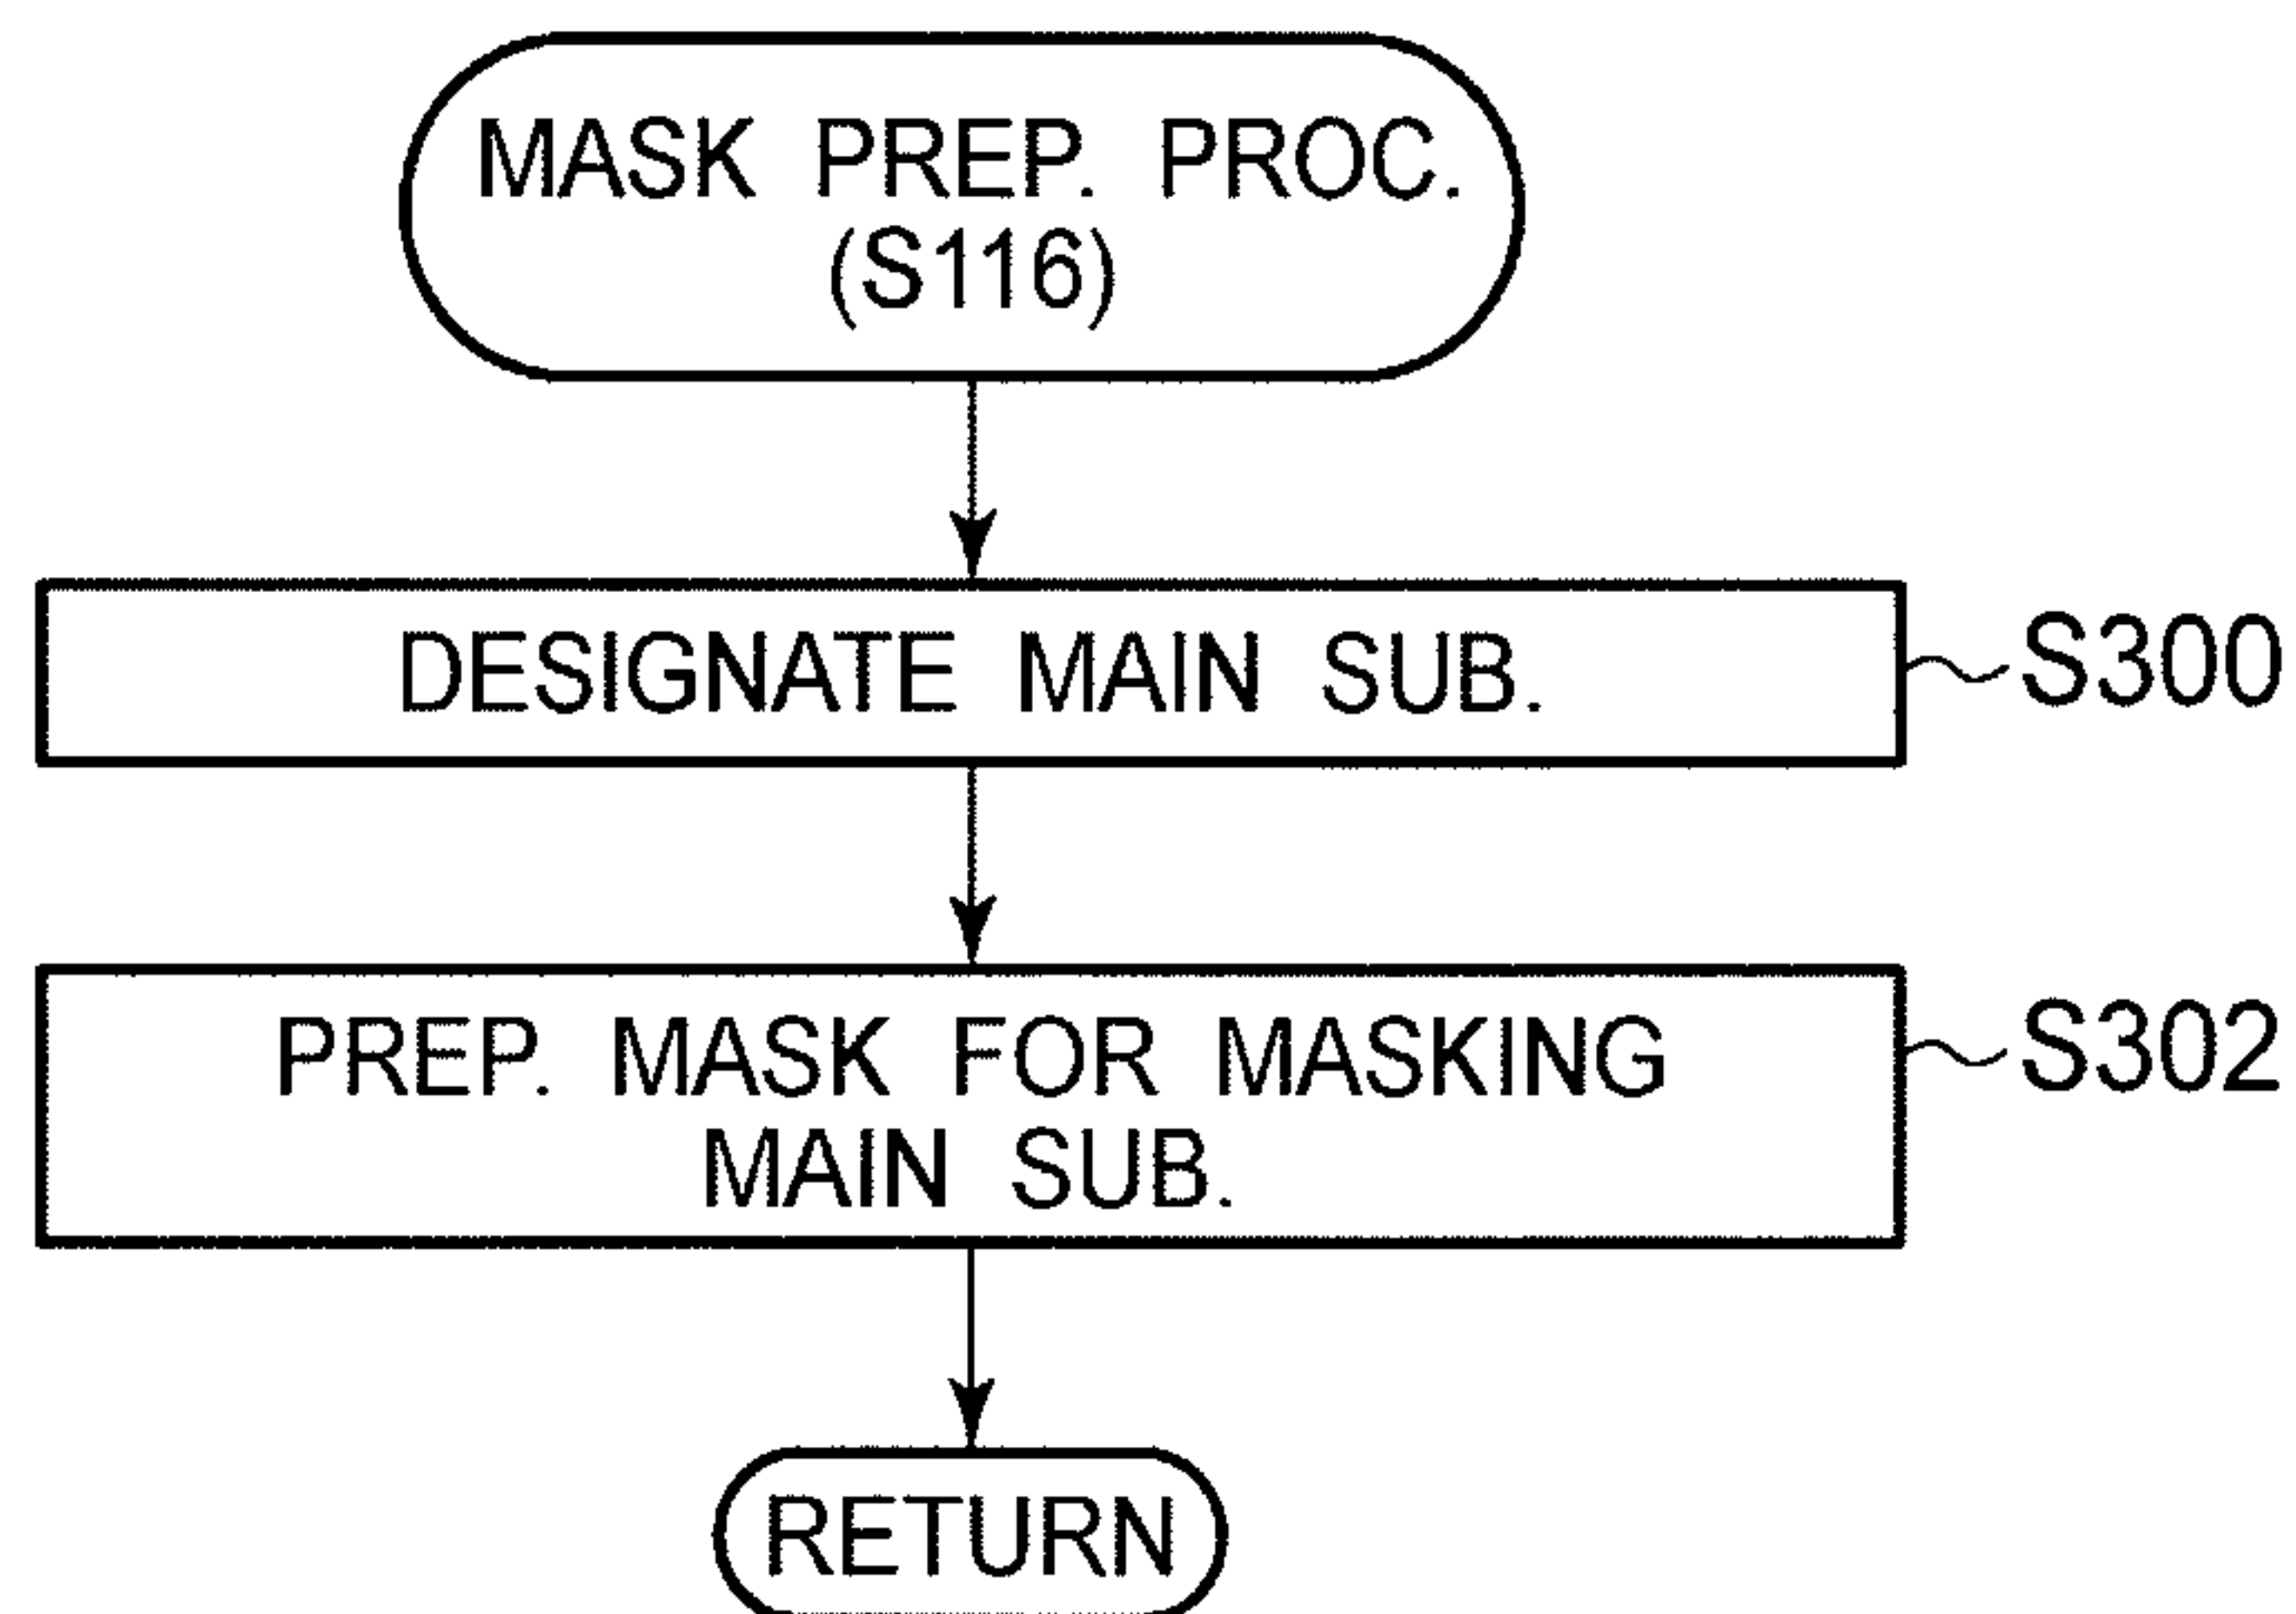 MASK PREP. PROC.
(S116)
DESIGNATE MAIN SUB.
S300
PREP. MASK FOR MASKING
MAIN SUB.
S302
RETURN